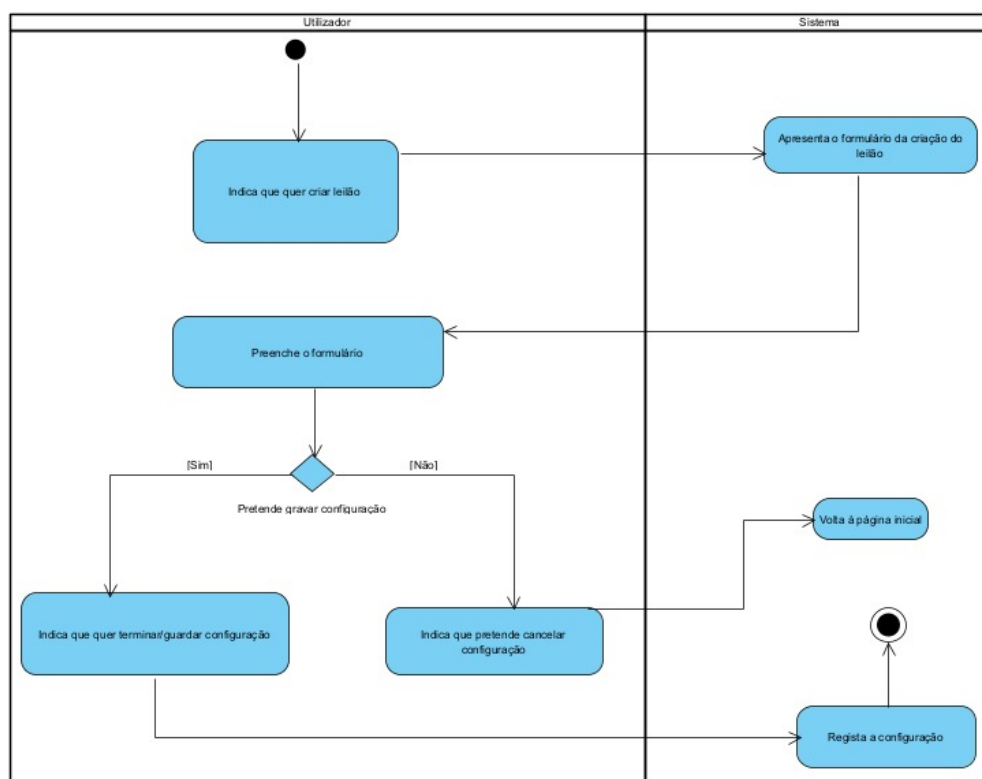 Utilizador
Sistema
Indica que quer criar leilão
Apresenta o formulário da criação do
leilão
Preenche o formulário
[Sim]
[Não]
Pretende gravar configuração
Volta á página inicial
Indica que quer terminar/guardar configuração
Indica que pretende cancelar
configuração
Regista a configuração